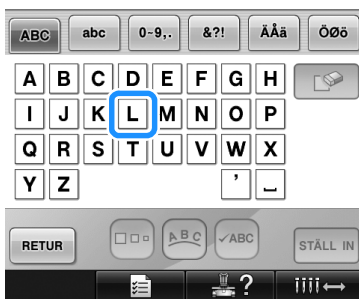 ABC abc 0~9,. &?! ÄÅä ÖØö
A B C D E F G H
I J K L M N O P
Q R S T U V W X
Y Z ' ⎵
RETUR ABC ✓ABC STÄLL IN
?